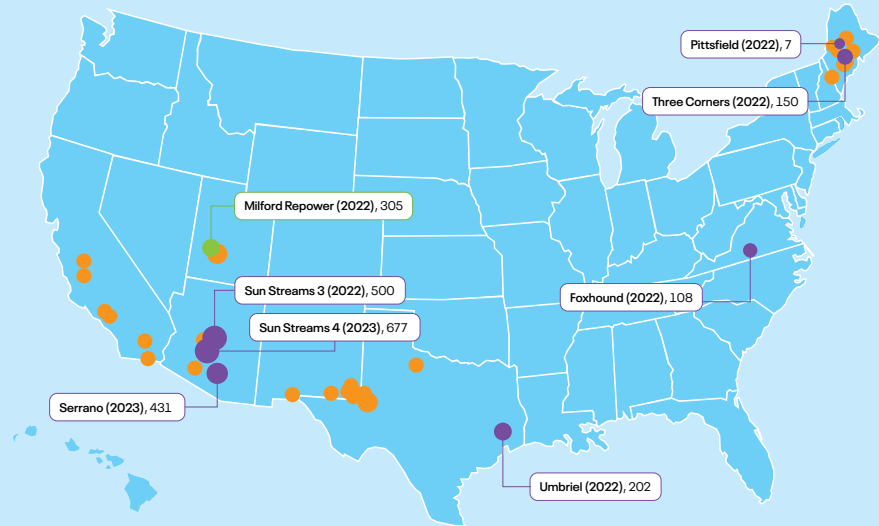 Pittsfield (2022), 7
Three Corners (2022), 150
Milford Repower (2022), 305
Sun Streams 3 (2022), 500
Foxhound (2022), 108
Sun Streams 4 (2023), 677
Serrano (2023), 431
Umbriel (2022), 202